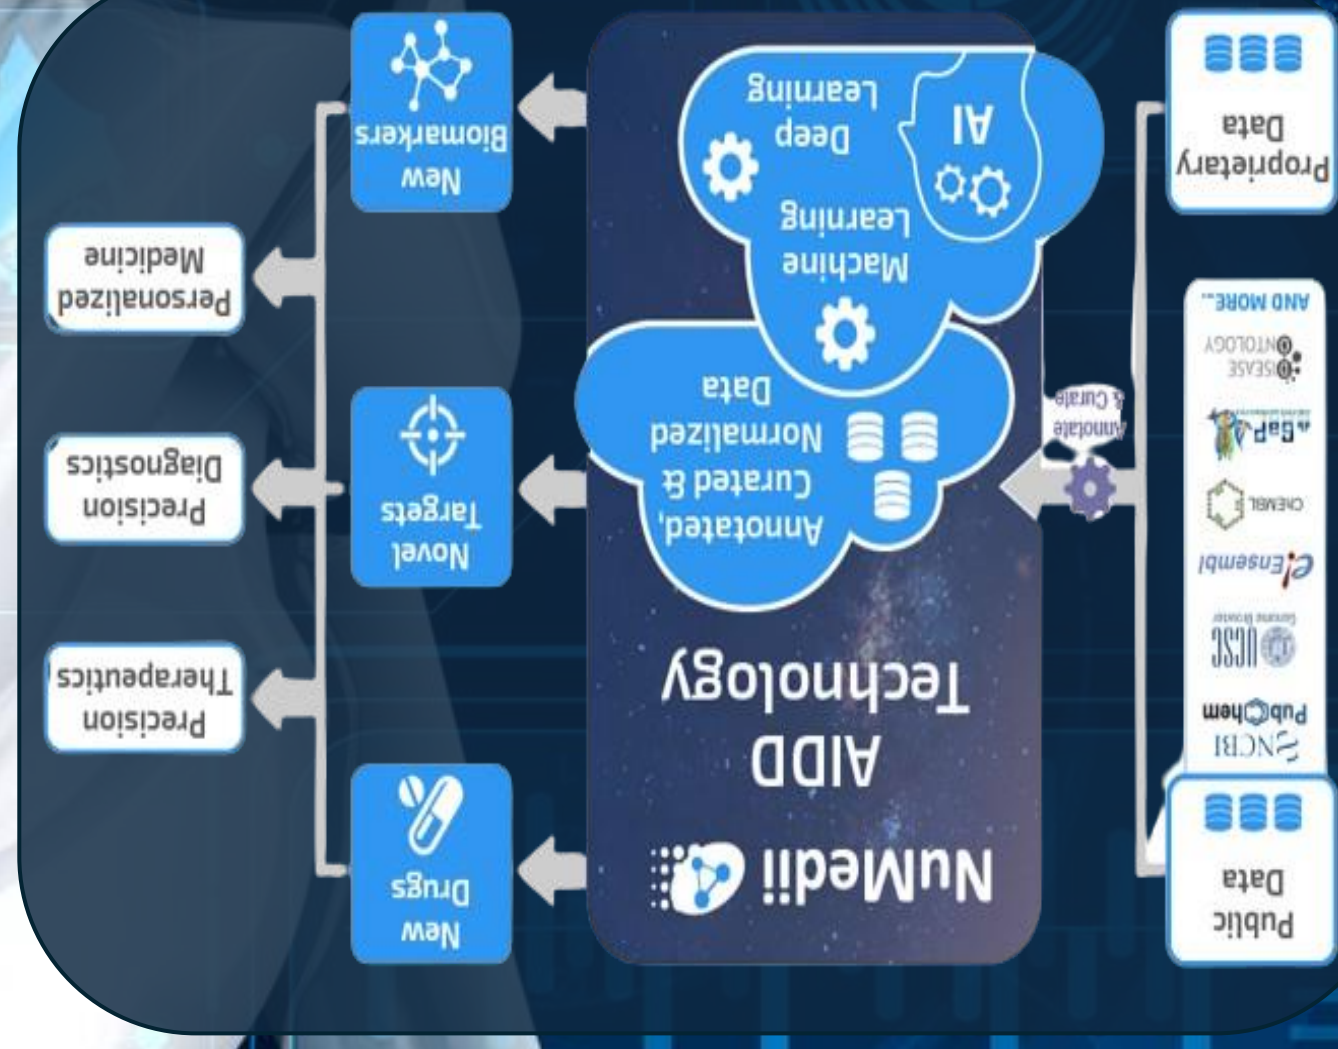 Public
Data
NCBI
PubChem
UCSC
Genome Browser
e!Ensembl
ChEMBL
DISEASE
ONTOLOGY
AND MORE...
Proprietary
Data
Annotate
& Curate
NuMedii
AIDD
Technology
Annotated,
Curated &
Normalized
Data
Machine
Learning
Deep
Learning
AI
New
Drugs
Novel
Targets
New
Biomarkers
Precision
Therapeutics
Precision
Diagnostics
Personalized
Medicine